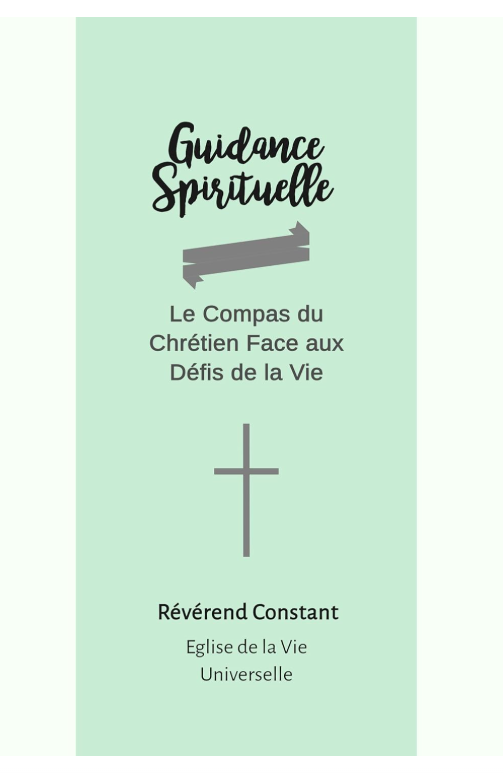 Guidance
Spirituelle
Le Compas du
Chrétien Face aux
Défis de la Vie
Révérend Constant
Eglise de la Vie
Universelle